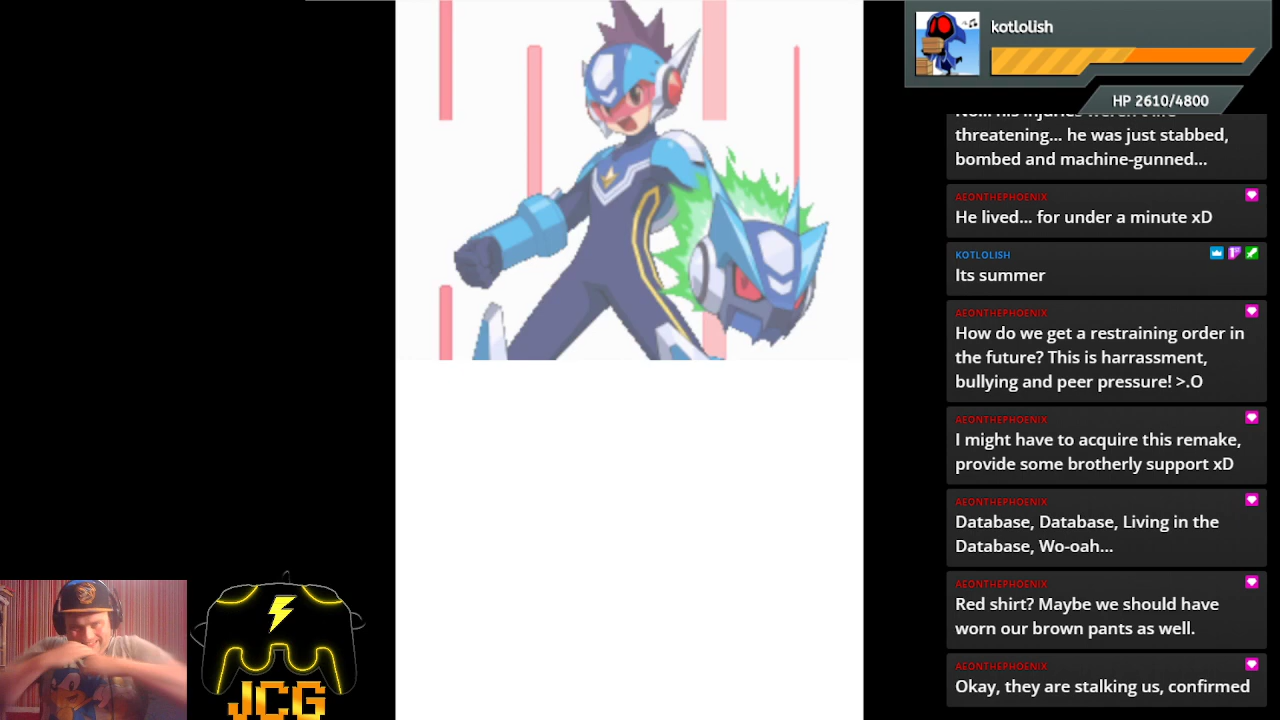 kotlolish
HP 2610/4800
threatening... he was just stabbed,
bombed and machine-gunned...
AEONTHEPHOENIX
He lived... for under a minute xD
KOTLOLISH
Its summer
AEONTHEPHOENIX
How do we get a restraining order in
the future? This is harrassment,
bullying and peer pressure! >.O
AEONTHEPHOENIX
I might have to acquire this remake,
provide some brotherly support xD
AEONTHEPHOENIX
Database, Database, Living in the
Database, Wo-oah...
AEONTHEPHOENIX
Red shirt? Maybe we should have
worn our brown pants as well.
AEONTHEPHOENIX
Okay, they are stalking us, confirmed
JCG